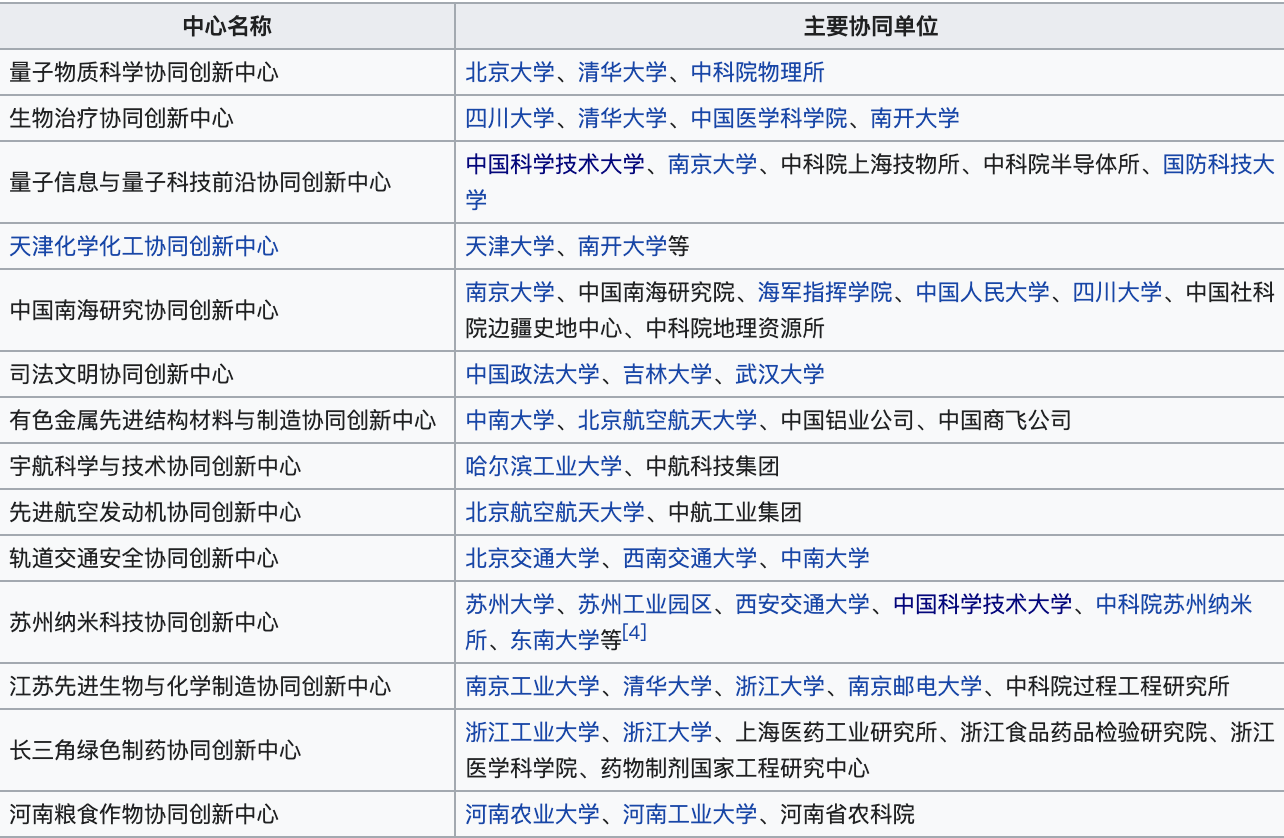 中心名称 主要协同单位
量子物质科学协同创新中心 北京大学、清华大学、中科院物理所
生物治疗协同创新中心 四川大学、清华大学、中国医学科学院、南开大学
量子信息与量子科技前沿协同创新中心 中国科学技术大学、南京大学、中科院上海技物所、中科院半导体所、国防科技大
学
天津化学化工协同创新中心 天津大学、南开大学等
中国南海研究协同创新中心 南京大学、中国南海研究院、海军指挥学院、中国人民大学、四川大学、中国社科
院边疆史地中心、中科院地理资源所
司法文明协同创新中心 中国政法大学、吉林大学、武汉大学
有色金属先进结构材料与制造协同创新中心 中南大学、北京航空航天大学、中国铝业公司、中国商飞公司
宇航科学与技术协同创新中心 哈尔滨工业大学、中航科技集团
先进航空发动机协同创新中心 北京航空航天大学、中航工业集团
轨道交通安全协同创新中心 北京交通大学、西南交通大学、中南大学
苏州纳米科技协同创新中心 苏州大学、苏州工业园区、西安交通大学、中国科学技术大学、中科院苏州纳米
所、东南大学等[4]
江苏先进生物与化学制造协同创新中心 南京工业大学、清华大学、浙江大学、南京邮电大学、中科院过程工程研究所
长三角绿色制药协同创新中心 浙江工业大学、浙江大学、上海医药工业研究所、浙江食品药品检验研究院、浙江
医学科学院、药物制剂国家工程研究中心
河南粮食作物协同创新中心 河南农业大学、河南工业大学、河南省农科院